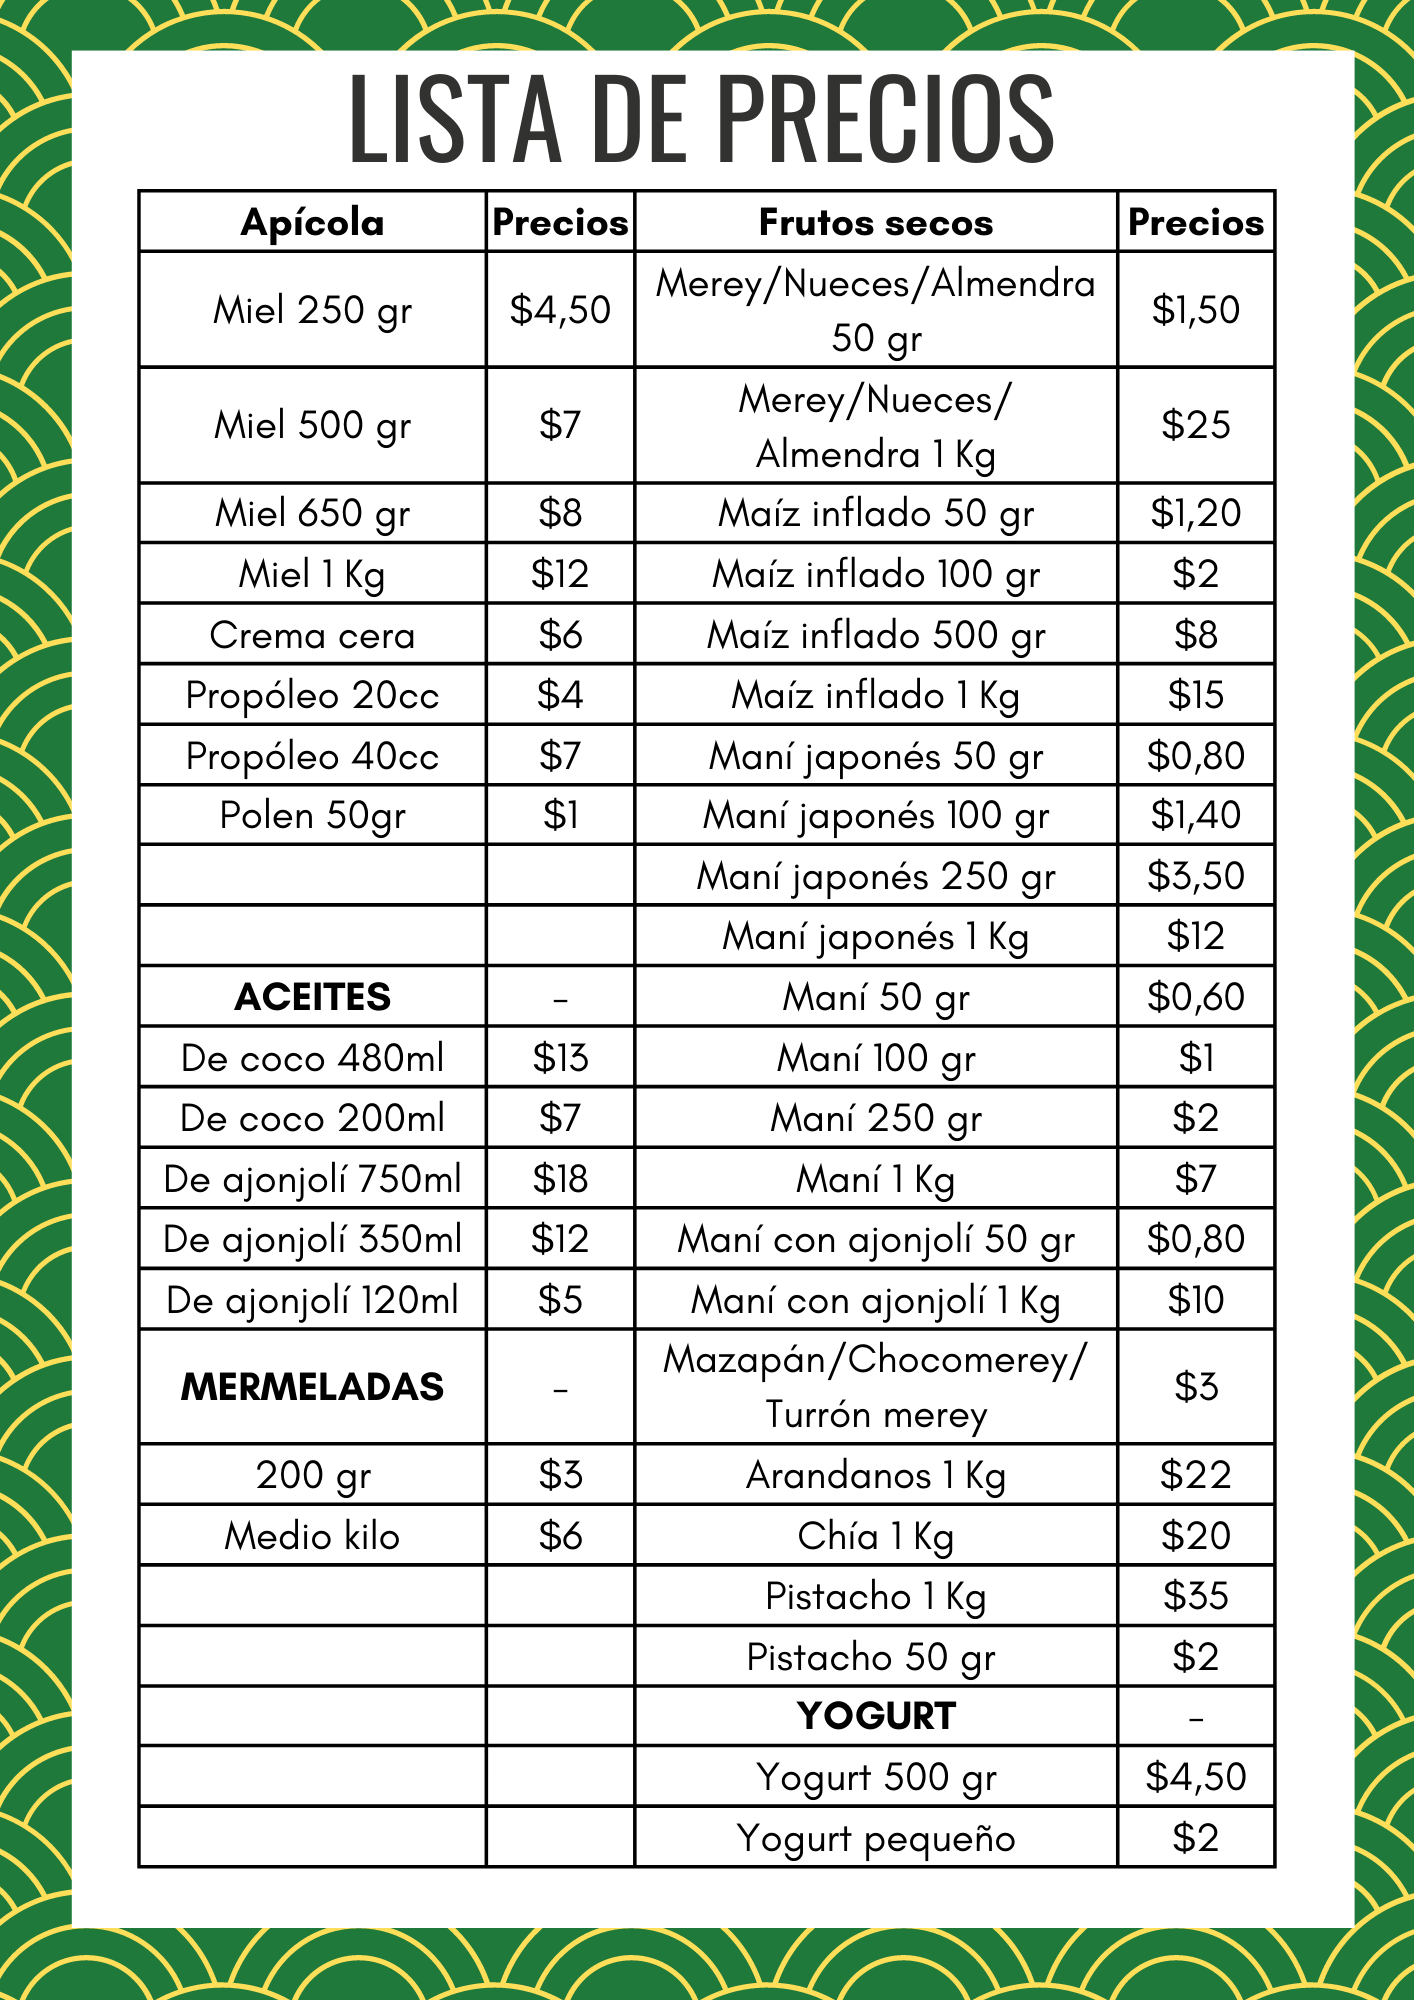 LISTA DE PRECIOS
Apícola Precios Frutos secos Precios
Miel 250 gr $4,50 Merey/Nueces/Almendra $1,50
50 gr
Miel 500 gr $7 Merey/Nueces/ $25
Almendra 1 Kg
Miel 650 gr $8 Maíz inflado 50 gr $1,20
Miel 1 Kg $12 Maíz inflado 100 gr $2
Crema cera $6 Maíz inflado 500 gr $8
Propóleo 20cc $4 Maíz inflado 1 Kg $15
Propóleo 40cc $7 Maní japonés 50 gr $0,80
Polen 50gr $1 Maní japonés 100 gr $1,40
Maní japonés 250 gr $3,50
Maní japonés 1 Kg $12
ACEITES - Maní 50 gr $0,60
De coco 480ml $13 Maní 100 gr $1
De coco 200ml $7 Maní 250 gr $2
De ajonjolí 750ml $18 Maní 1 Kg $7
De ajonjolí 350ml $12 Maní con ajonjolí 50 gr $0,80
De ajonjolí 120ml $5 Maní con ajonjolí 1 Kg $10
MERMELADAS - Mazapán/Chocomerey/ $3
Turrón merey
200 gr $3 Arandanos 1 Kg $22
Medio kilo $6 Chía 1 Kg $20
Pistacho 1 Kg $35
Pistacho 50 gr $2
YOGURT -
Yogurt 500 gr $4,50
Yogurt pequeño $2